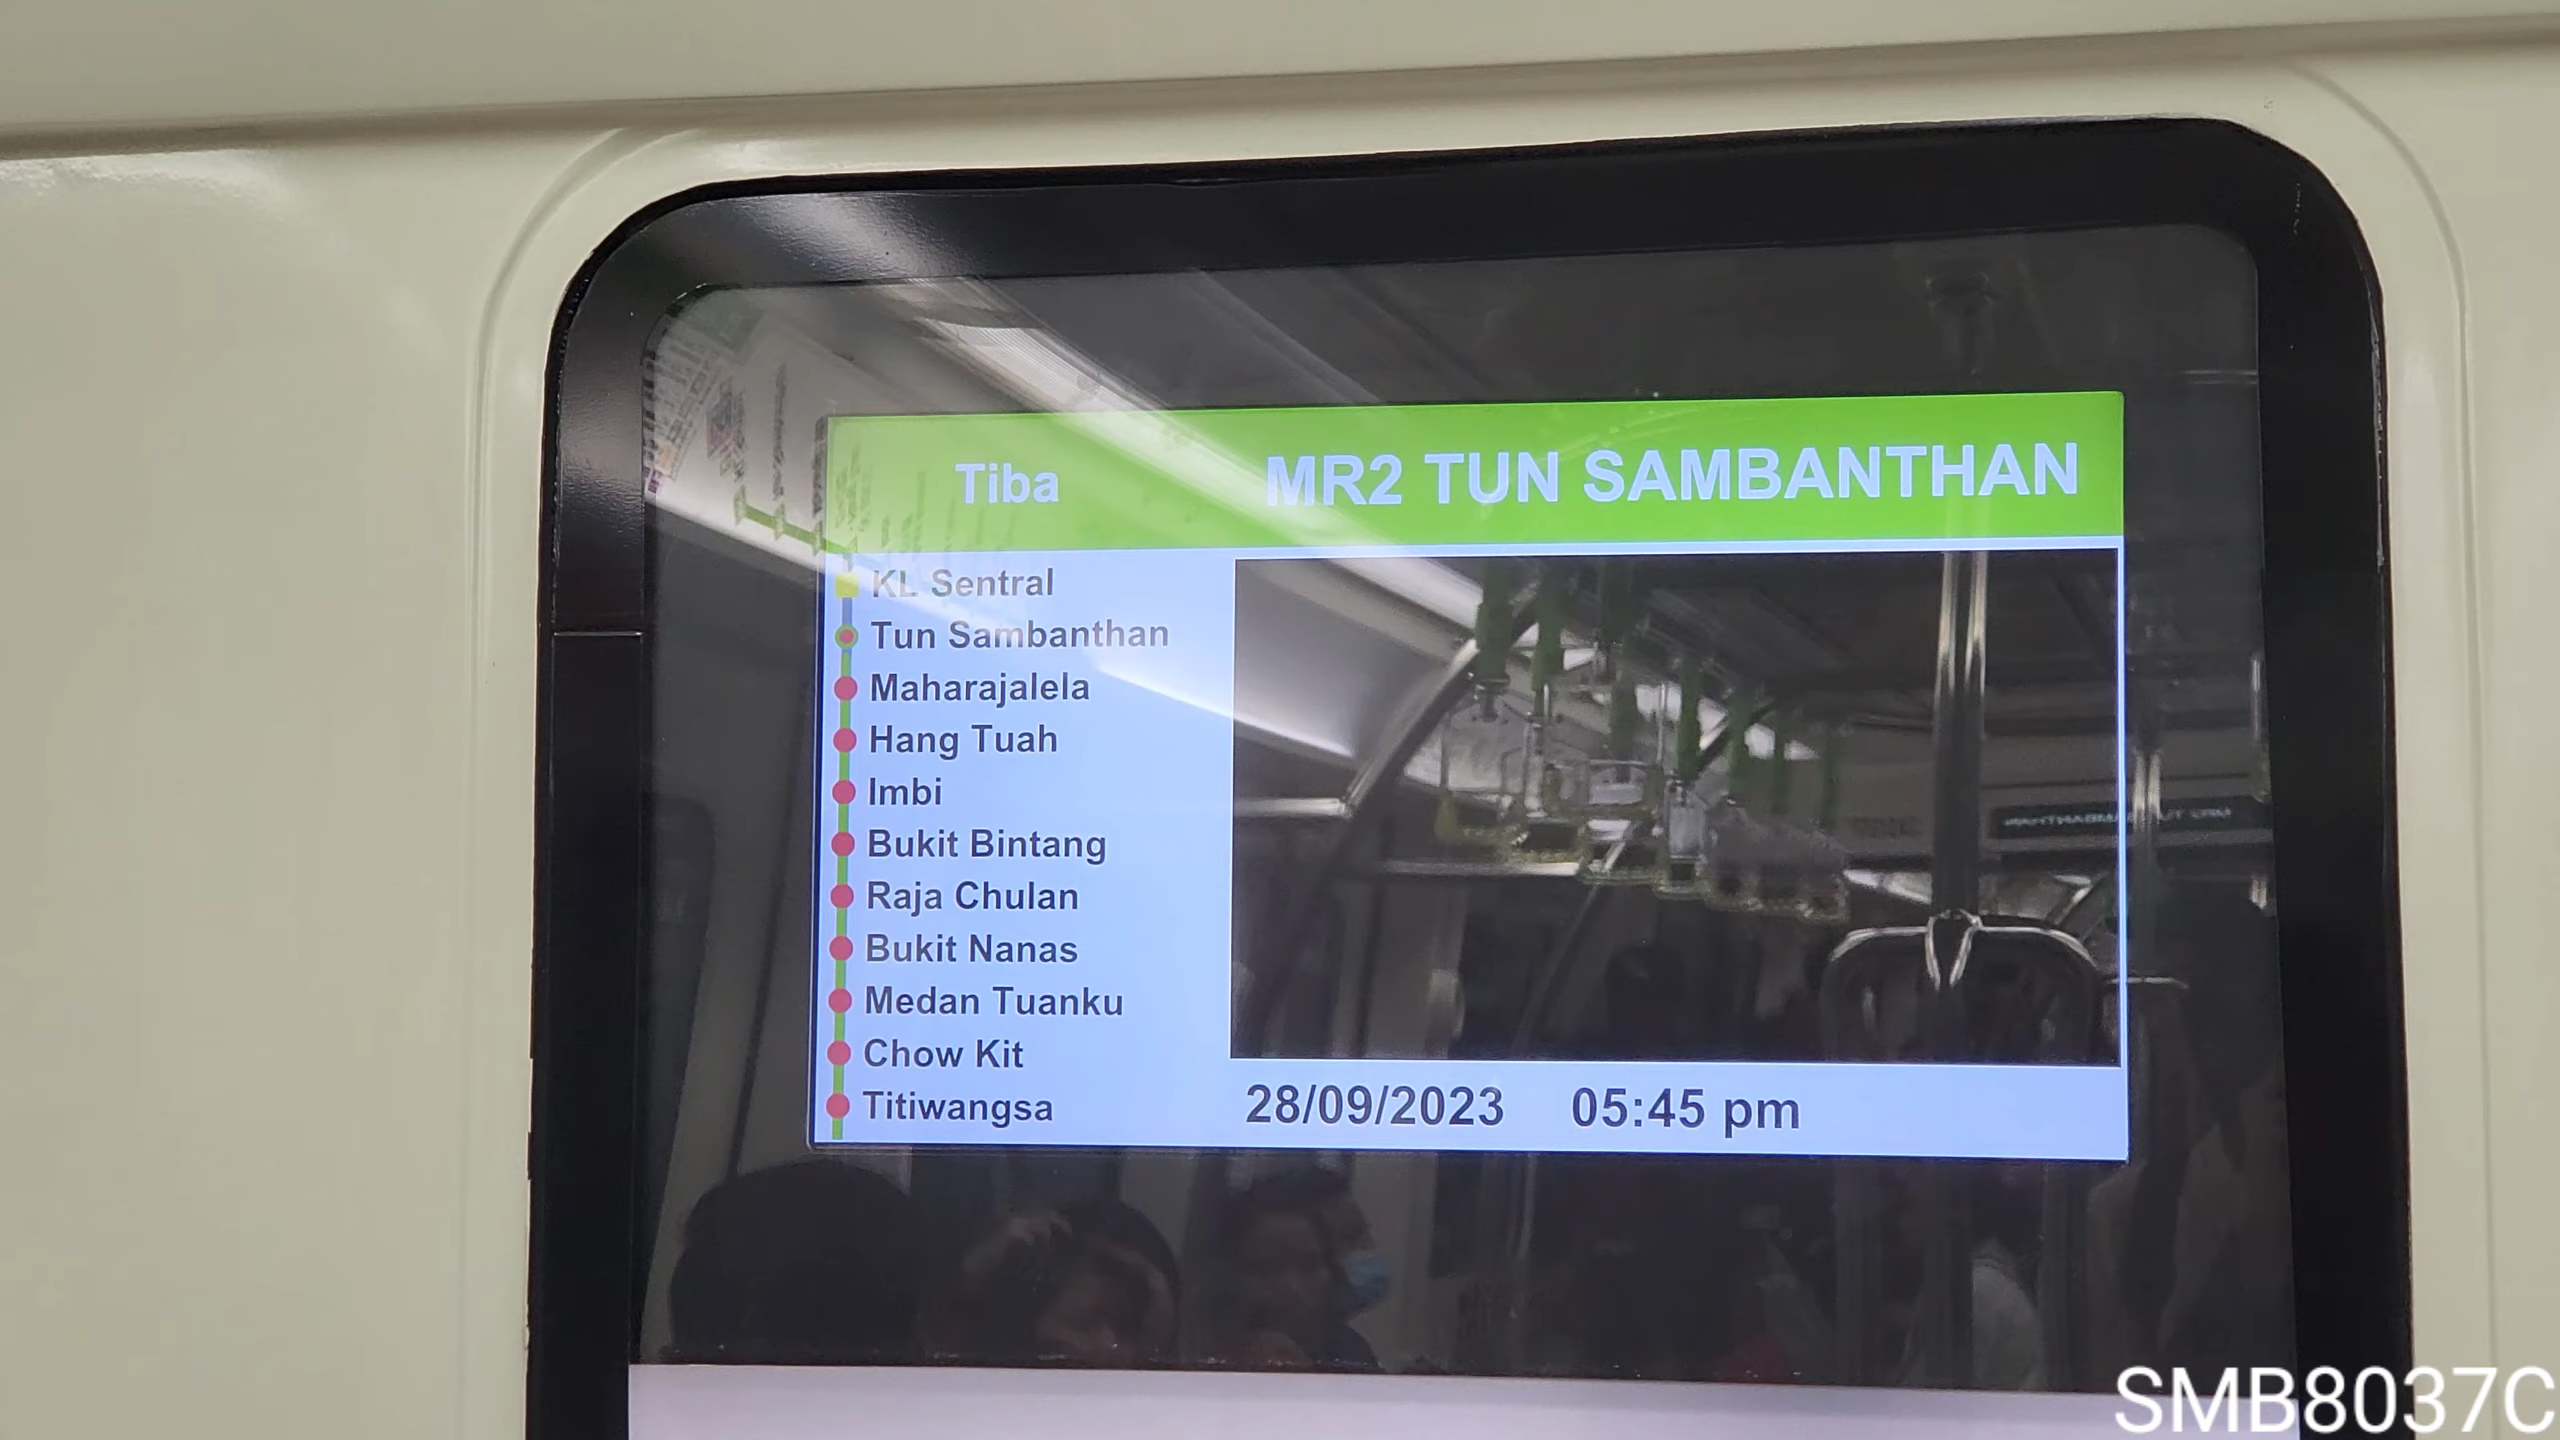 Tiba
MR2 TUN SAMBANTHAN
KL Sentral
Tun Sambanthan
Maharajalela
Hang Tuah
Imbi
Bukit Bintang
Raja Chulan
Bukit Nanas
Medan Tuanku
Chow Kit
Titiwangsa
28/09/2023 05:45 pm
SMB8037C